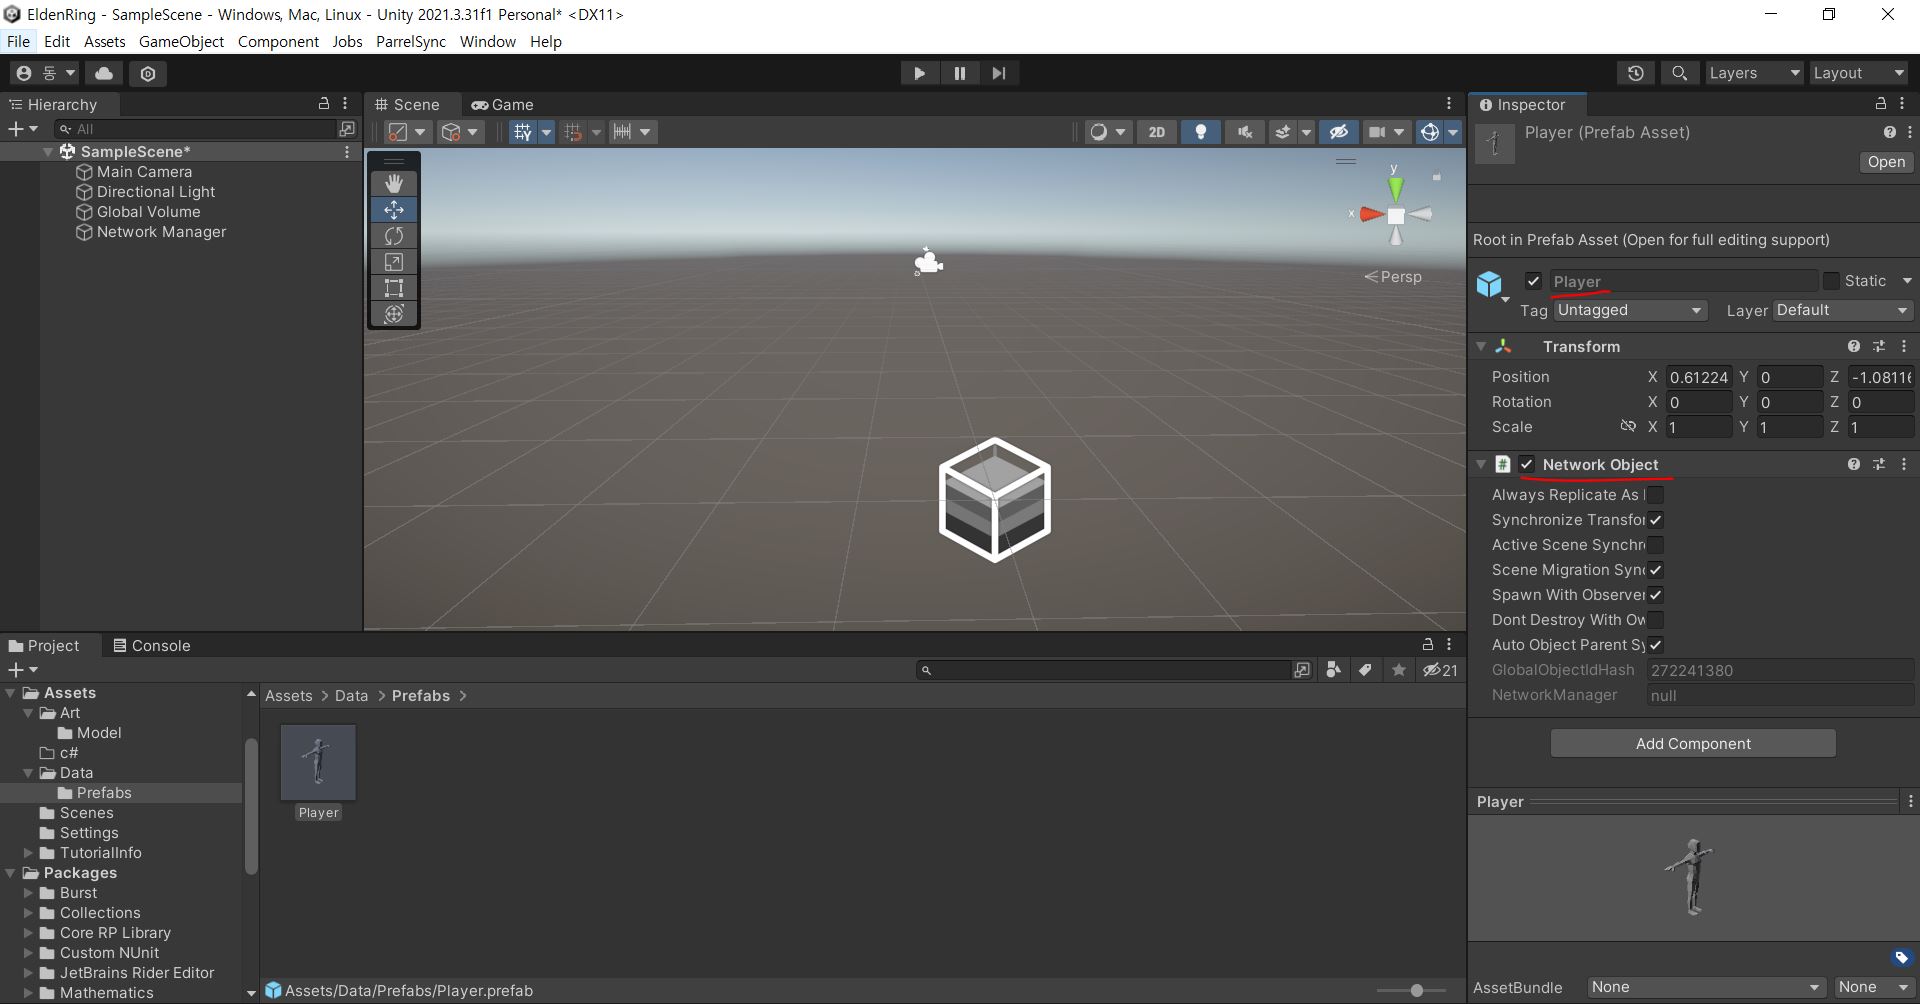 EldenRing - SampleScene - Windows, Mac, Linux - Unity 2021.3.31f1 Personal* <DX11>
File Edit Assets GameObject Component Jobs ParrelSync Window Help
동 Layers Layout
Hierarchy
All
SampleScene*
Main Camera
Directional Light
Global Volume
Network Manager
Scene Game
2D
y
x
Persp
Inspector
Player (Prefab Asset)
Open
Root in Prefab Asset (Open for full editing support)
Player Static
Tag Untagged Layer Default
Transform
Position X 0.61224 Y 0 Z -1.0811
Rotation X 0 Y 0 Z 0
Scale X 1 Y 1 Z 1
# Network Object
Always Replicate As
Synchronize Transfor
Active Scene Synchr
Scene Migration Syn
Spawn With Observer
Dont Destroy With Ow
Auto Object Parent Sy
GlobalObjectIdHash 272241380
NetworkManager null
Add Component
Player
AssetBundle None None
Project Console
21
Assets
Art
Model
c#
Data
Prefabs
Scenes
Settings
TutorialInfo
Packages
Burst
Collections
Core RP Library
Custom NUnit
JetBrains Rider Editor
Mathematics
Assets > Data > Prefabs >
Player
Assets/Data/Prefabs/Player.prefab